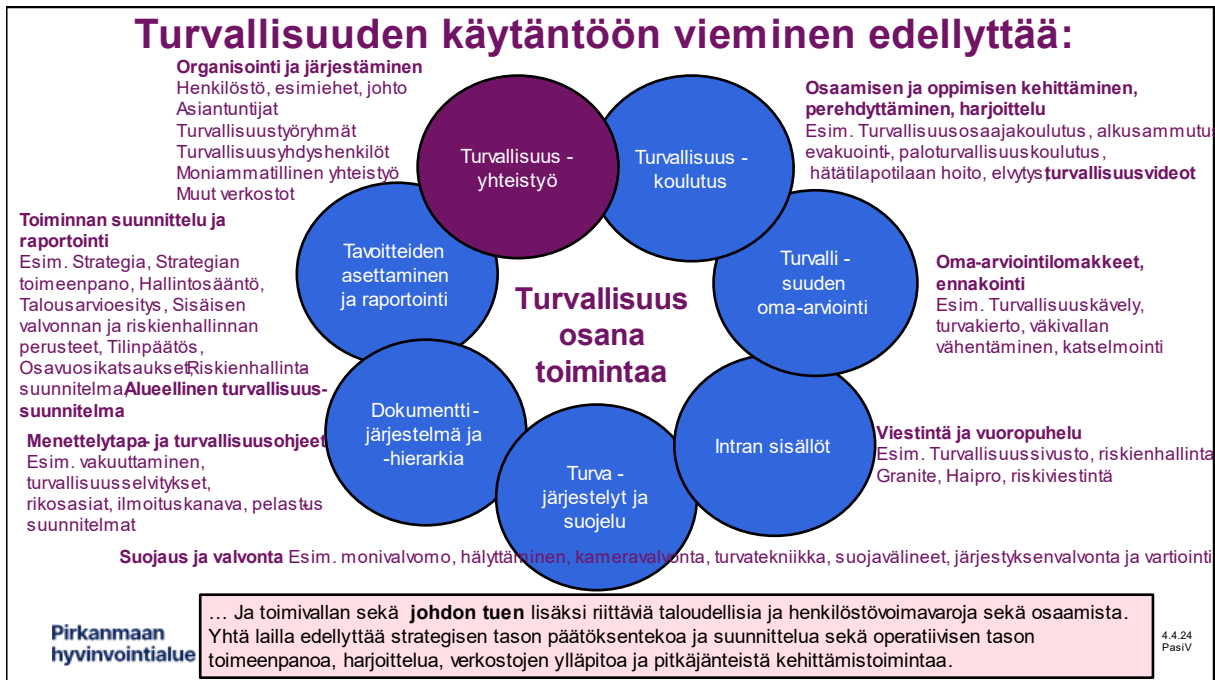 Turvallisuuden käytäntöön vieminen edellyttää:
Organisointi ja järjestäminen
Henkilöstö, esimiehet, johto
Asiantuntijat
Turvallisuustyöryhmät
Turvallisuusyhdyshenkilöt
Moniammatillinen yhteistyö
Muut verkostot
Turvallisuus -
yhteistyö
Turvallisuus -
koulutus
Osaamisen ja oppimisen kehittäminen,
perehdyttäminen, harjoittelu
Esim. Turvallisuusosaajakoulutus, alkusammutus
evakuointi-, paloturvallisuuskoulutus,
hätätilapotilaan hoito, elvytys, turvallisuusvideot
Toiminnan suunnittelu ja
raportointi
Esim. Strategia, Strategian
toimeenpano, Hallintosääntö,
Talousarvioesitys, Sisäisen
valvonnan ja riskienhallinnan
perusteet, Tilinpäätös,
Osavuosikatsaukset, Riskienhallinta
suunnitelma, Alueellinen turvallisuus-
suunnitelma
Tavoitteiden
asettaminen
ja raportointi
Turvalli -
suuden
oma-arviointi
Oma-arviointilomakkeet,
ennakointi
Esim. Turvallisuuskävely,
turvakierto, väkivallan
vähentäminen, katselmointi
Turvallisuus
osana
toimintaa
Menettelytapa- ja turvallisuusohjeet
Esim. vakuuttaminen,
turvallisuusselvitykset,
rikosasiat, ilmoituskanava, pelastus-
suunnitelmat
Dokumentti-
järjestelmä ja
-hierarkia
Turva -
järjestelyt ja
suojelu
Intran sisällöt
Viestintä ja vuoropuhelu
Esim. Turvallisuussivusto, riskienhallinta
Granite, Haipro, riskiviestintä
Suojaus ja valvonta Esim. monivalvomo, hälyttäminen, kameravalvonta, turvatekniikka, suojavälineet, järjestyksenvalvonta ja vartiointi
… Ja toimivallan sekä johdon tuen lisäksi riittäviä taloudellisia ja henkilöstövoimavaroja sekä osaamista.
Yhtä lailla edellyttää strategisen tason päätöksentekoa ja suunnittelua sekä operatiivisen tason
toimeenpanoa, harjoittelua, verkostojen ylläpitoa ja pitkäjänteistä kehittämistoimintaa.
Pirkanmaan
hyvinvointialue
4.4.24
PasiV